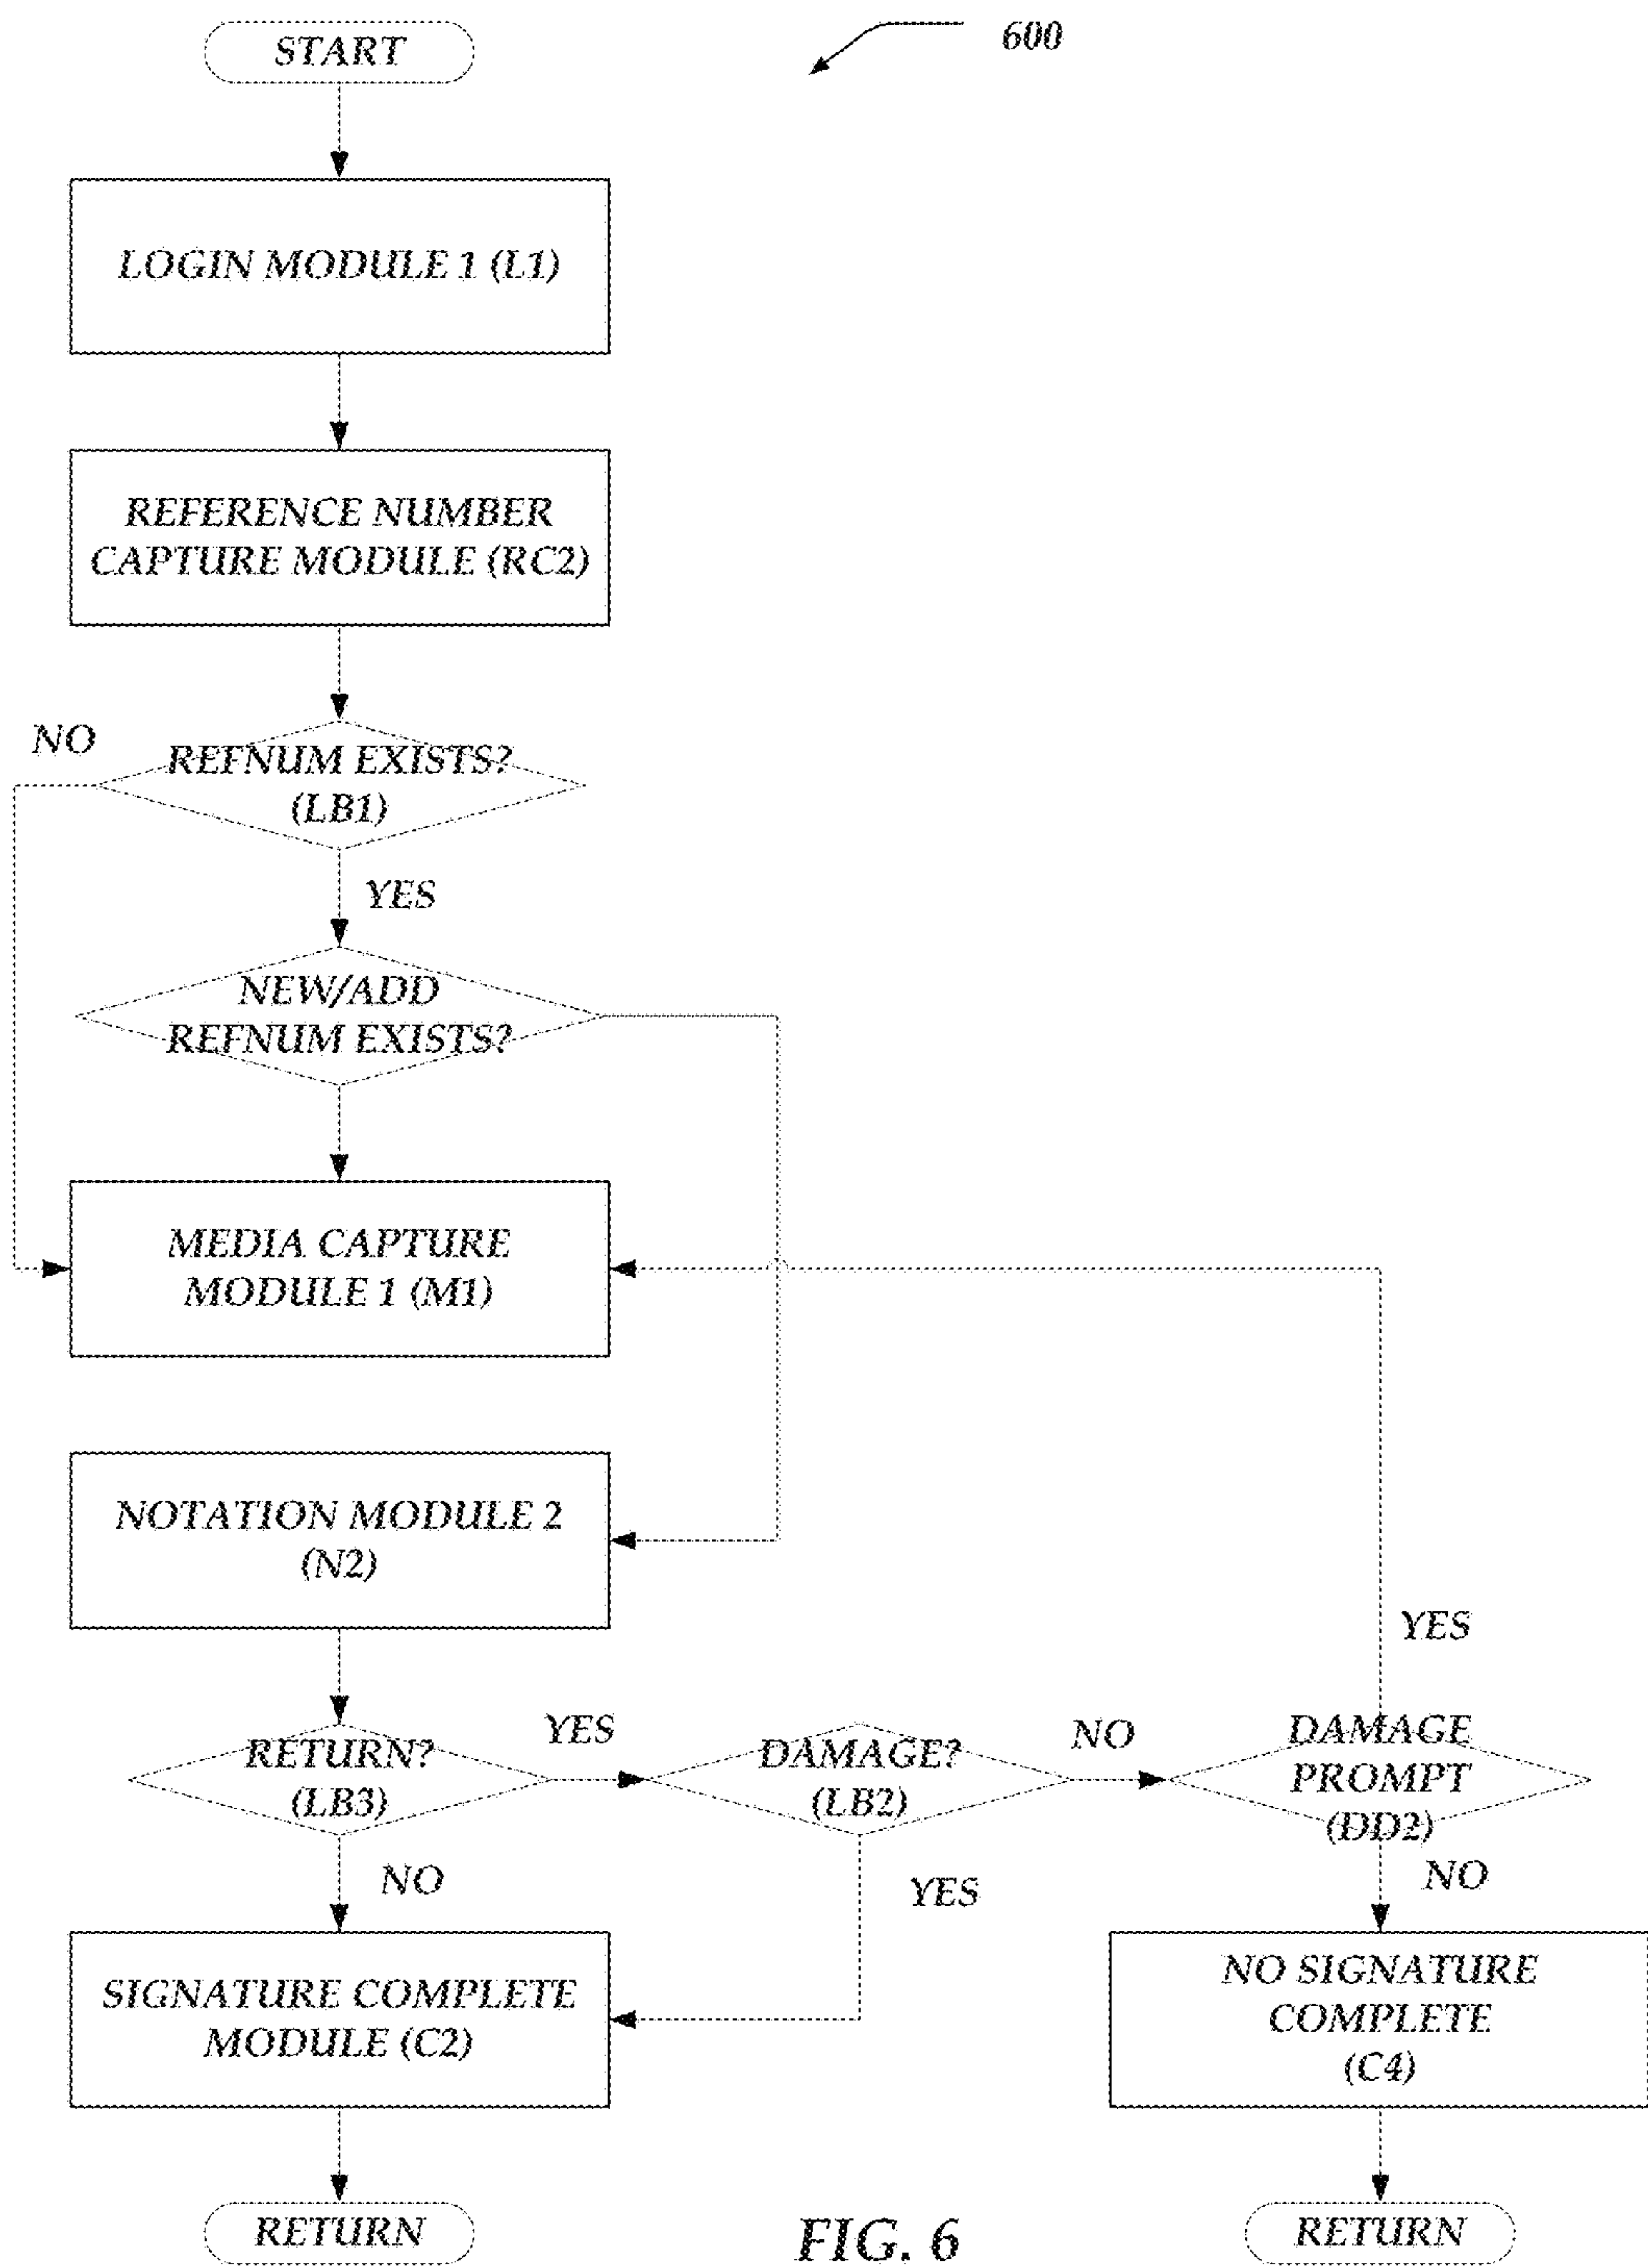 START
600
LOGIN MODULE 1 (L1)
REFERENCE NUMBER
CAPTURE MODULE (RC2)
NO
REFNUM EXISTS?
(LB1)
YES
NEW/ADD
REFNUM EXISTS?
MEDIA CAPTURE
MODULE 1 (M1)
NOTATION MODULE 2
(N2)
YES
RETURN?
(LB3)
YES
DAMAGE?
(LB2)
NO
DAMAGE
PROMPT
(DD2)
NO
YES
NO
SIGNATURE COMPLETE
MODULE (C2)
NO SIGNATURE
COMPLETE
(C4)
RETURN
FIG. 6
RETURN